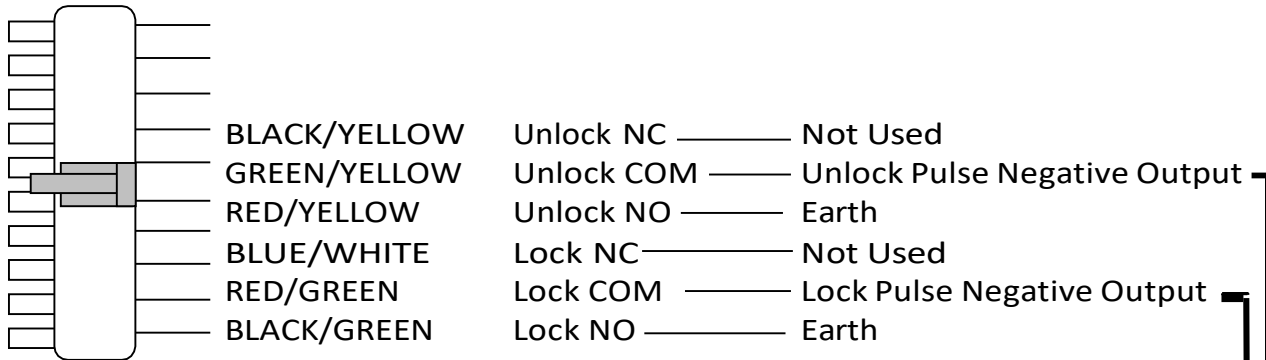 BLACK/YELLOW Unlock NC Not Used
GREEN/YELLOW Unlock COM Unlock Pulse Negative Output
RED/YELLOW Unlock NO Earth
BLUE/WHITE Lock NC Not Used
RED/GREEN Lock COM Lock Pulse Negative Output
BLACK/GREEN Lock NO Earth